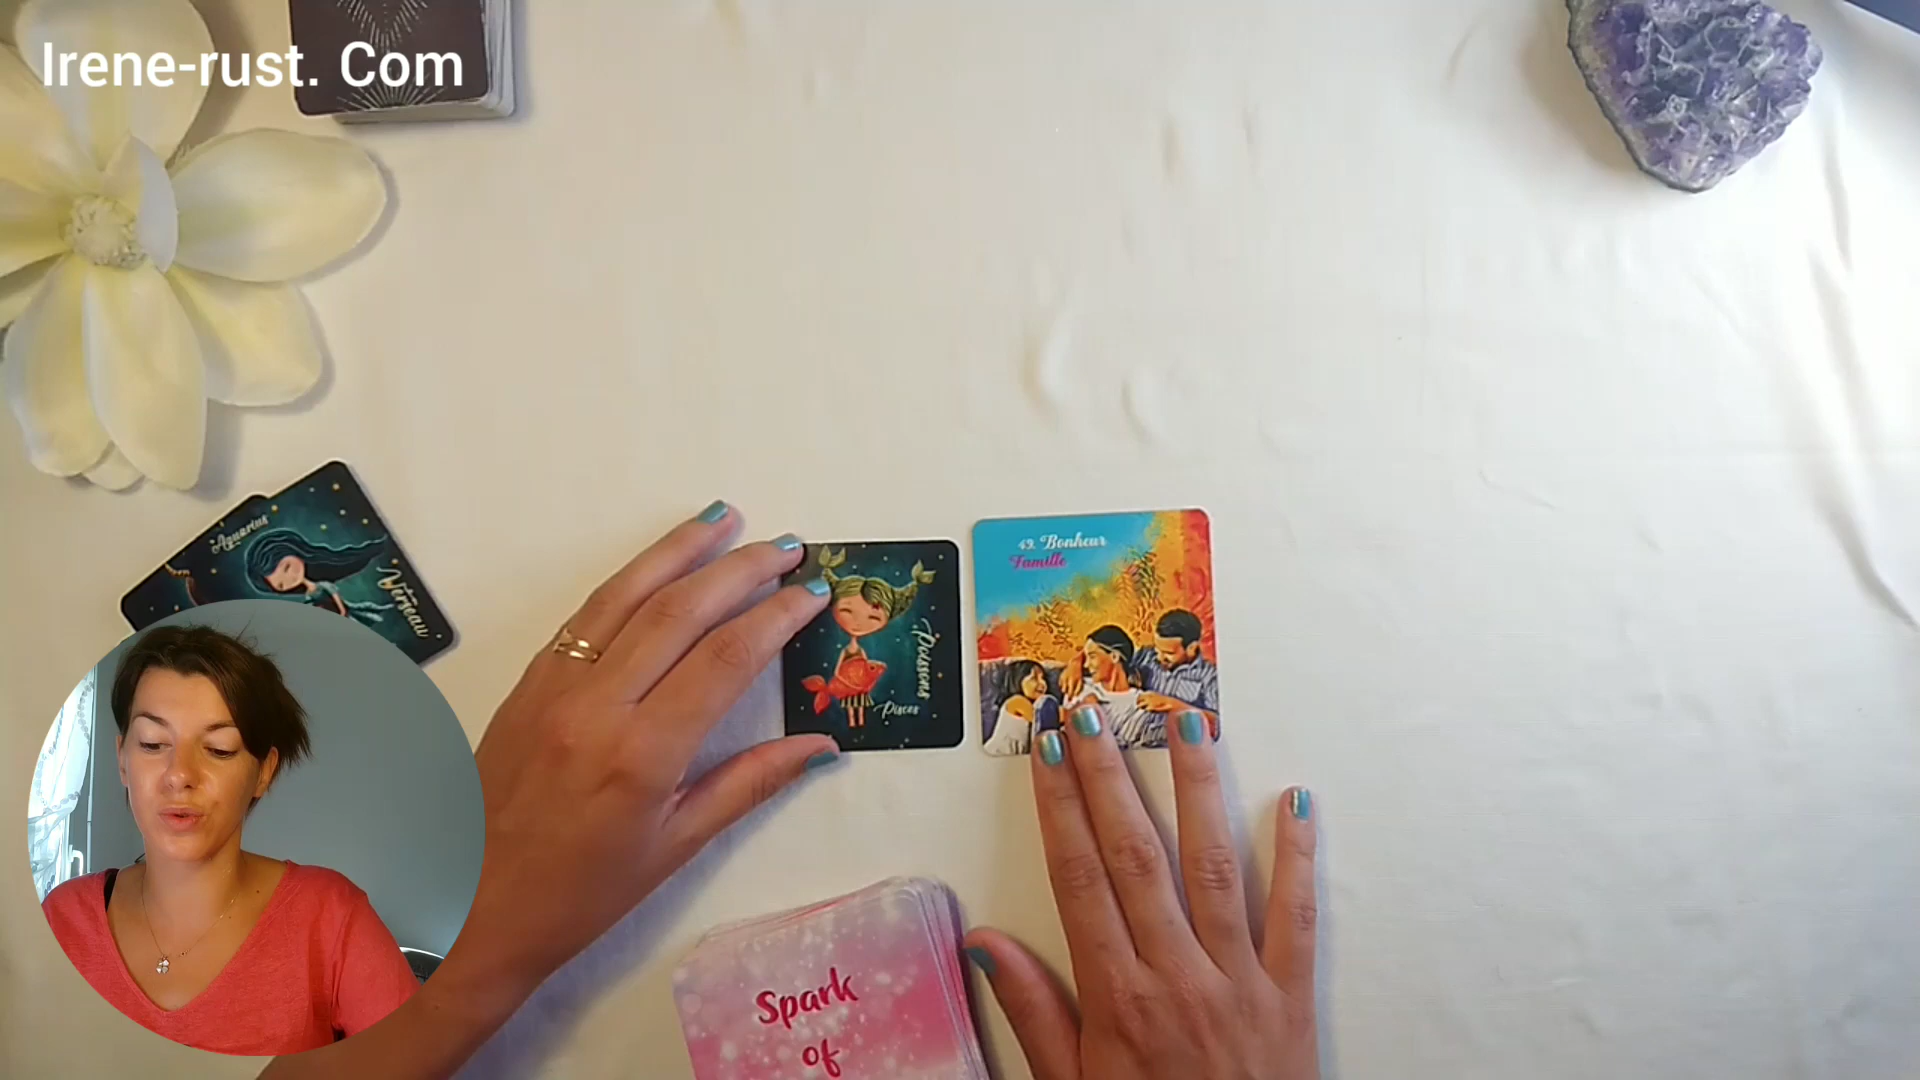 Irene-rust. Com
Aquarius
Verseau
Poissons
Pisces
49. Bonheur
Famille
Spark
of